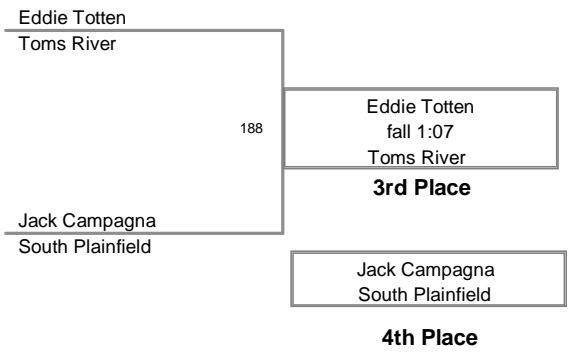 Eddie Totten
Toms River
188
Eddie Totten
fall 1:07
Toms River
3rd Place
Jack Campagna
South Plainfield
Jack Campagna
South Plainfield
4th Place